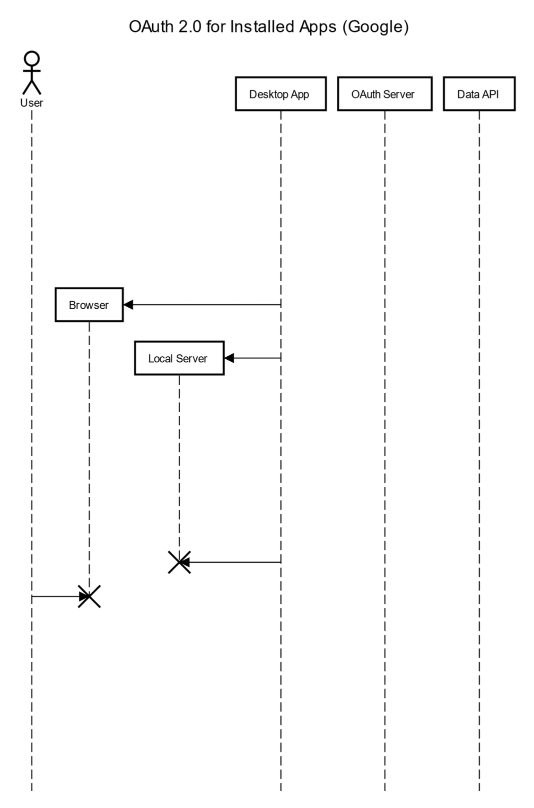 OAuth 2.0 for Installed Apps (Google)
User
Desktop App
OAuth Server
Data API
Browser
Local Server